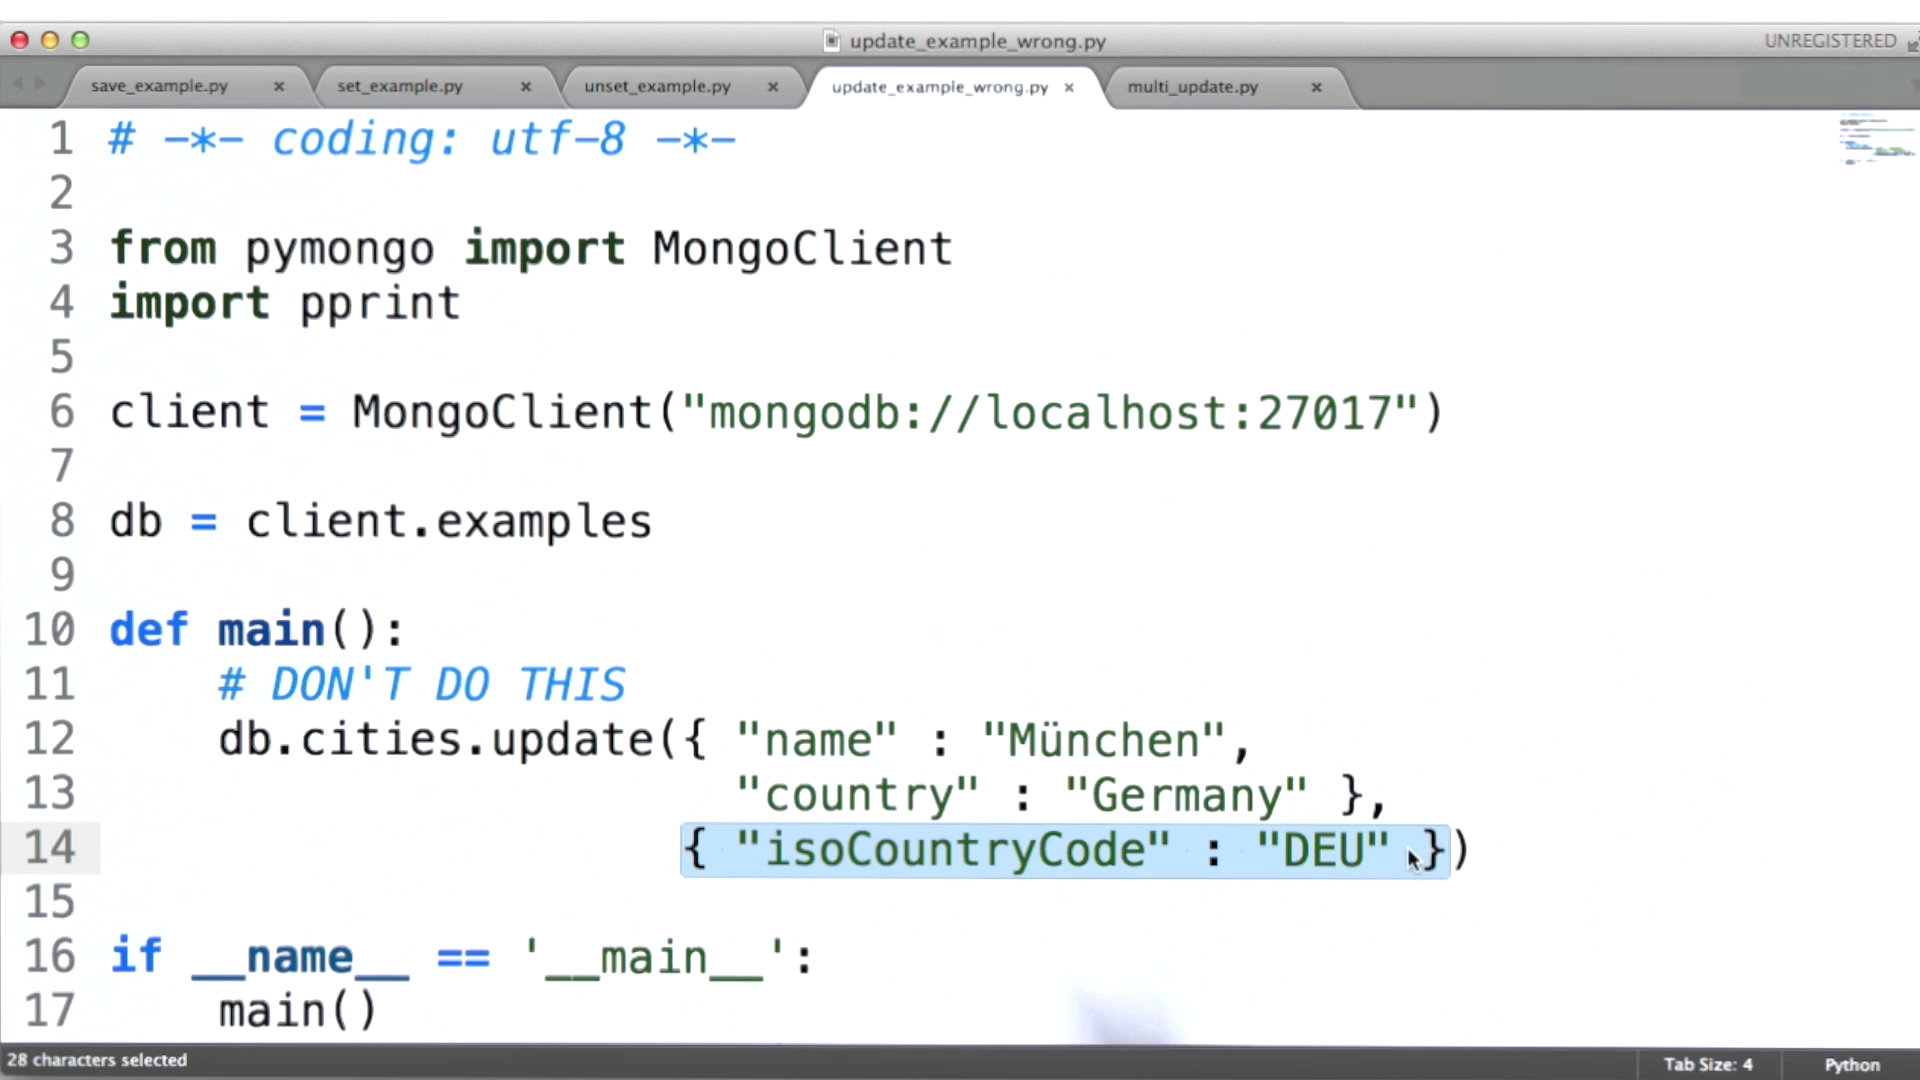 update_example_wrong.py
UNREGISTERED
save_example.py × set_example.py × unset_example.py × update_example_wrong.py × multi_update.py ×
1 # -*- coding: utf-8 -*-
2
3 from pymongo import MongoClient
4 import pprint
5
6 client = MongoClient("mongodb://localhost:27017")
7
8 db = client.examples
9
10 def main():
11     # DON'T DO THIS
12     db.cities.update({ "name" : "München",
13                        "country" : "Germany" },
14                      { "isoCountryCode" : "DEU" })
15
16 if __name__ == '__main__':
17     main()
28 characters selected
Tab Size: 4
Python